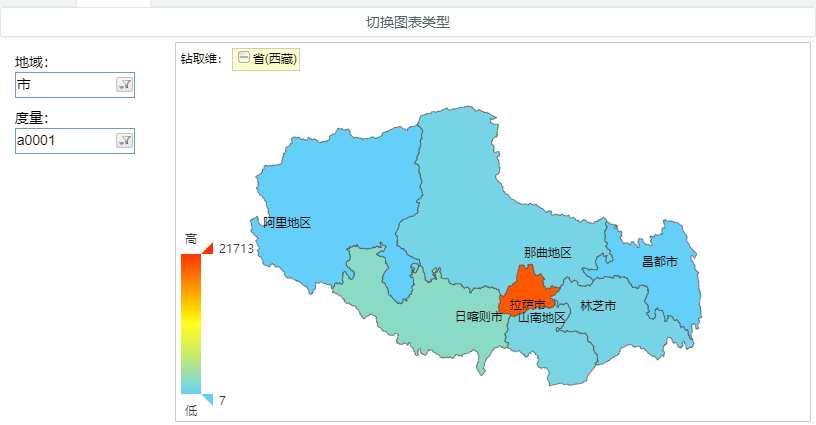 切换图表类型
地域：
市
度量：
a0001
钻取维： 省(西藏)
阿里地区
那曲地区
昌都市
拉萨市
林芝市
日喀则市
山南地区
高
21713
7
低